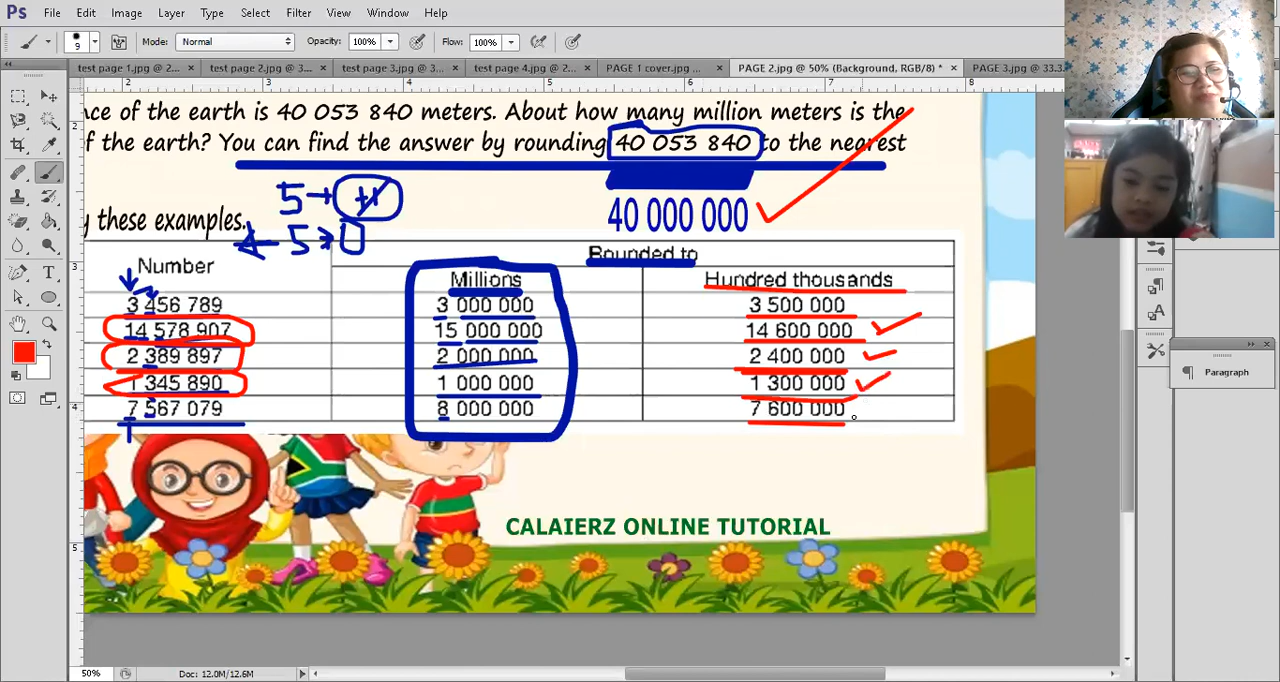 Ps File Edit Image Layer Type Select Filter View Window Help
9 Mode: Normal Opacity: 100% Flow: 100%
test page 1.jpg @ 2... × test page 2.jpg @ 3... × test page 3.jpg @ 3... × test page 4.jpg @ 2... × PAGE 1 cover.jpg ... × PAGE 2.jpg @ 50% (Background, RGB/8) * × PAGE 3.jpg @ 33.3
2 4 5 6 7 8
nce of the earth is 40 053 840 meters. About how many million meters is the
f the earth? You can find the answer by rounding 40 053 840 to the nearest
5 → +1
40 000 000
y these examples.
← 5 → 0
Number Rounded to
Millions Hundred thousands
3 456 789 3 000 000 3 500 000
14 578 907 15 000 000 14 600 000
2 389 897 2 000 000 2 400 000
1 345 890 1 000 000 1 300 000
7 567 079 8 000 000 7 600 000
CALAIERZ ONLINE TUTORIAL
Paragraph
50% Doc: 12.0M/12.6M